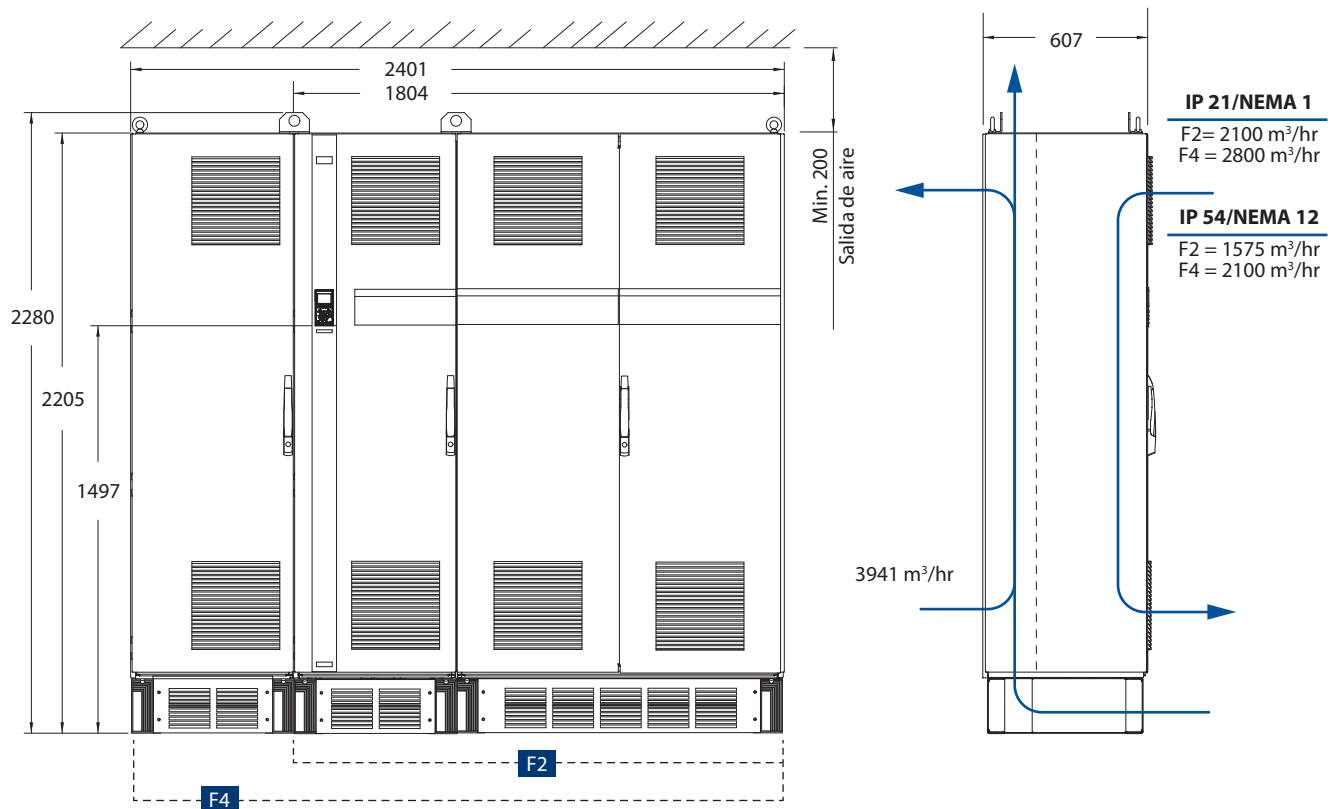 2401
1804
2280
2205
1497
Min. 200
Salida de aire
607
IP 21/NEMA 1
F2= 2100 m³/hr
F4 = 2800 m³/hr
IP 54/NEMA 12
F2 = 1575 m³/hr
F4 = 2100 m³/hr
3941 m³/hr
F2
F4